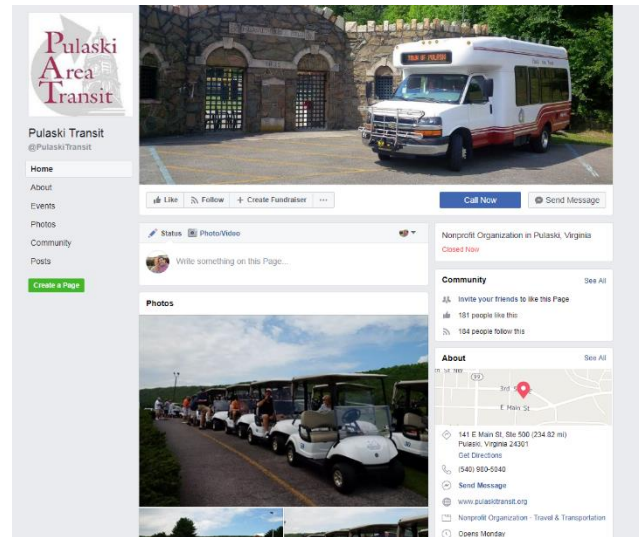 Pulaski
Area
Transit
Pulaski Transit
@PulaskiTransit
Home
About
Events
Photos
Community
Posts
Create a Page
TOWN OF PULASKI
Like Follow + Create Fundraiser ...
Call Now
Send Message
Status Photo/Video
Write something on this Page...
Photos
Nonprofit Organization in Pulaski, Virginia
Closed Now
Community See All
Invite your friends to like this Page
181 people like this
184 people follow this
About See All
99
3rd
E Main St
141 E Main St, Ste 500 (234.82 mi)
Pulaski, Virginia 24301
Get Directions
(540) 980-5040
Send Message
www.pulaskitransit.org
Nonprofit Organization - Travel & Transportation
Opens Monday